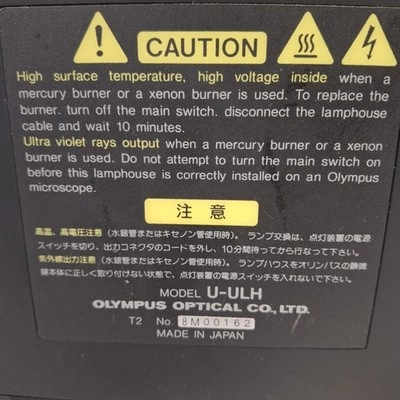 CAUTION
High surface temperature, high voltage inside when a
mercury burner or a xenon burner is used. To replace the
burner. turn off the main switch. disconnect the lamphouse
cable and wait 10 minutes.
Ultra violet rays output when a mercury burner or a xenon
burner is used. Do not attempt to turn the main switch on
before this lamphouse is correctly installed on an Olympus
microscope.
注 意
高温、高電圧注意（水銀管またはキセノン管使用時）。ランプ交換は、点灯装置の電源
スイッチを切り、出力コネクタのコードを外し、10分間待ってから行なって下さい。
紫外線出力注意（水銀管またはキセノン管使用時）。ランプハウスをオリンパスの顕微
鏡本体に正しく取り付けない状態で、点灯装置の電源スイッチを入れないで下さい。
MODEL U-ULH
OLYMPUS OPTICAL CO., LTD.
T2 No. 8M00162
MADE IN JAPAN